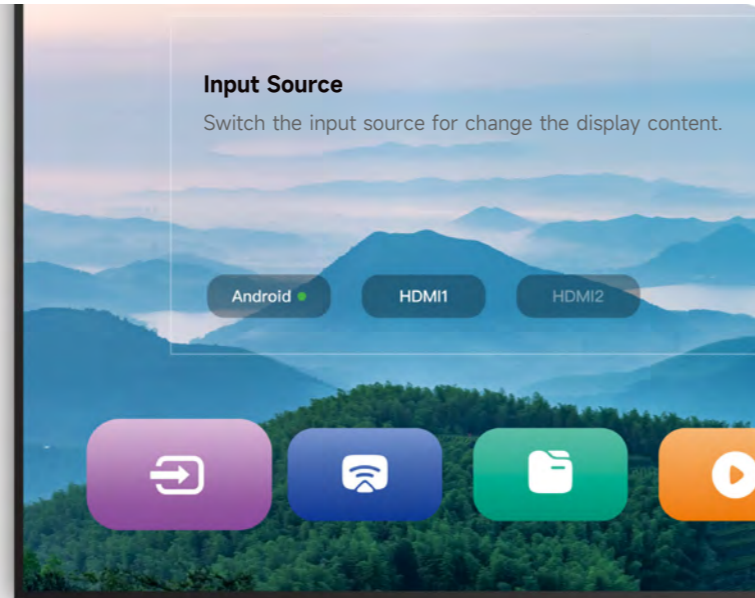 Input Source
Switch the input source for change the display content.
Android
HDMI1
HDMI2